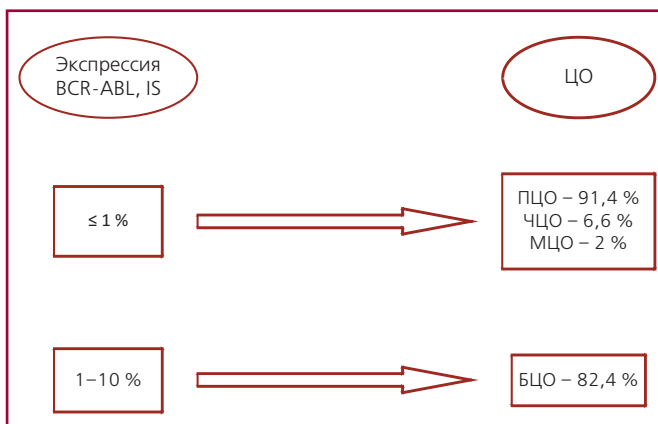 Экспрессия
BCR-ABL, IS
ЦО
≤ 1 %
ПЦО – 91,4 %
ЧЦО – 6,6 %
МЦО – 2 %
1–10 %
БЦО – 82,4 %